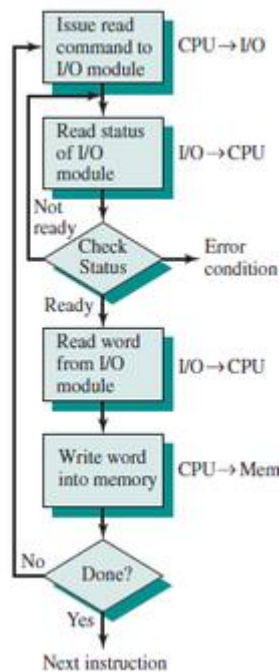 Issue read
command to
I/O module
CPU→I/O
Read status
of I/O
module
I/O→CPU
Not
ready
Check
Status
Error
condition
Ready
Read word
from I/O
module
I/O→CPU
Write word
into memory
CPU→Mem
No
Done?
Yes
Next instruction